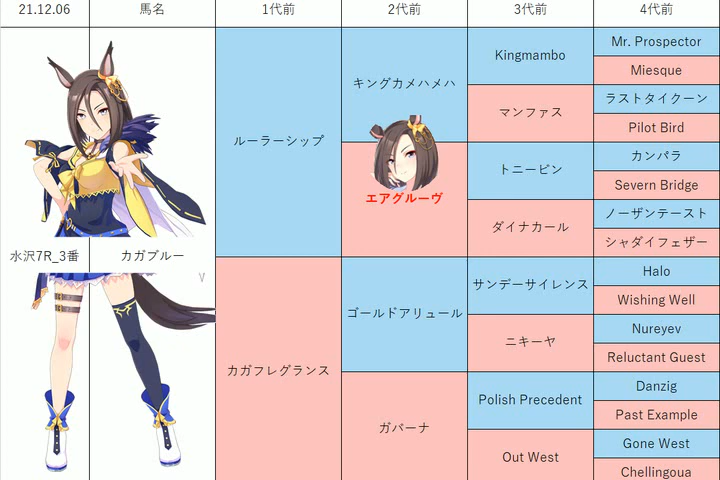 21.12.06 馬名 1代前 2代前 3代前 4代前
水沢7R_3番 カガブルー
ルーラーシップ
カガフレグランス
キングカメハメハ
エアグルーヴ
ゴールドアリュール
ガバーナ
Kingmambo
マンファス
トニービン
ダイナカール
サンデーサイレンス
ニキーヤ
Polish Precedent
Out West
Mr. Prospector
Miesque
ラストタイクーン
Pilot Bird
カンパラ
Severn Bridge
ノーザンテースト
シャダイフェザー
Halo
Wishing Well
Nureyev
Reluctant Guest
Danzig
Past Example
Gone West
Chellingoua